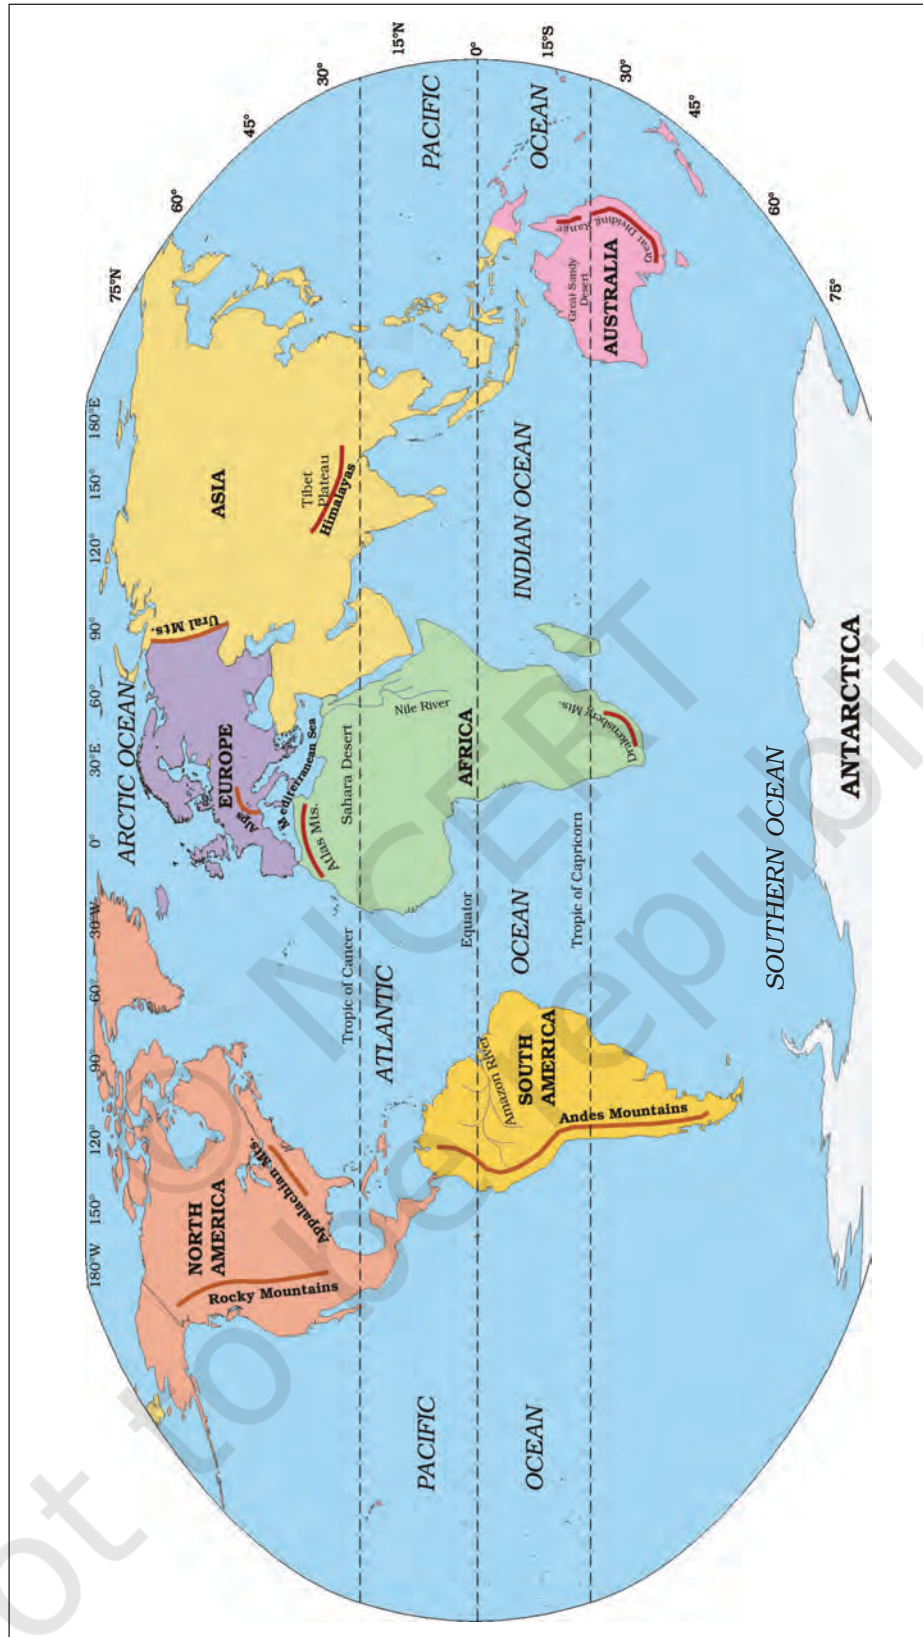 180°W
150°
120°
90°
60°
30°W
0°
30°E
60°
90°
120°
150°
180°E
75°N
60°
45°
30°
15°N
0°
15°S
30°
45°
60°
75°
ARCTIC OCEAN
NORTH
AMERICA
Rocky Mountains
Appalachian Mts.
EUROPE
Alps
Ural Mts.
Mediterranean Sea
ASIA
Tibet
Plateau
Himalayas
Atlas Mts.
Sahara Desert
Nile River
AFRICA
Drakensberg Mts.
Tropic of Cancer
Equator
Tropic of Capricorn
ATLANTIC
OCEAN
PACIFIC
OCEAN
PACIFIC
OCEAN
INDIAN OCEAN
Amazon River
SOUTH
AMERICA
Andes Mountains
Great Sandy
Desert
AUSTRALIA
Great Dividing Range
SOUTHERN OCEAN
ANTARCTICA
© NCERT
not to be republi